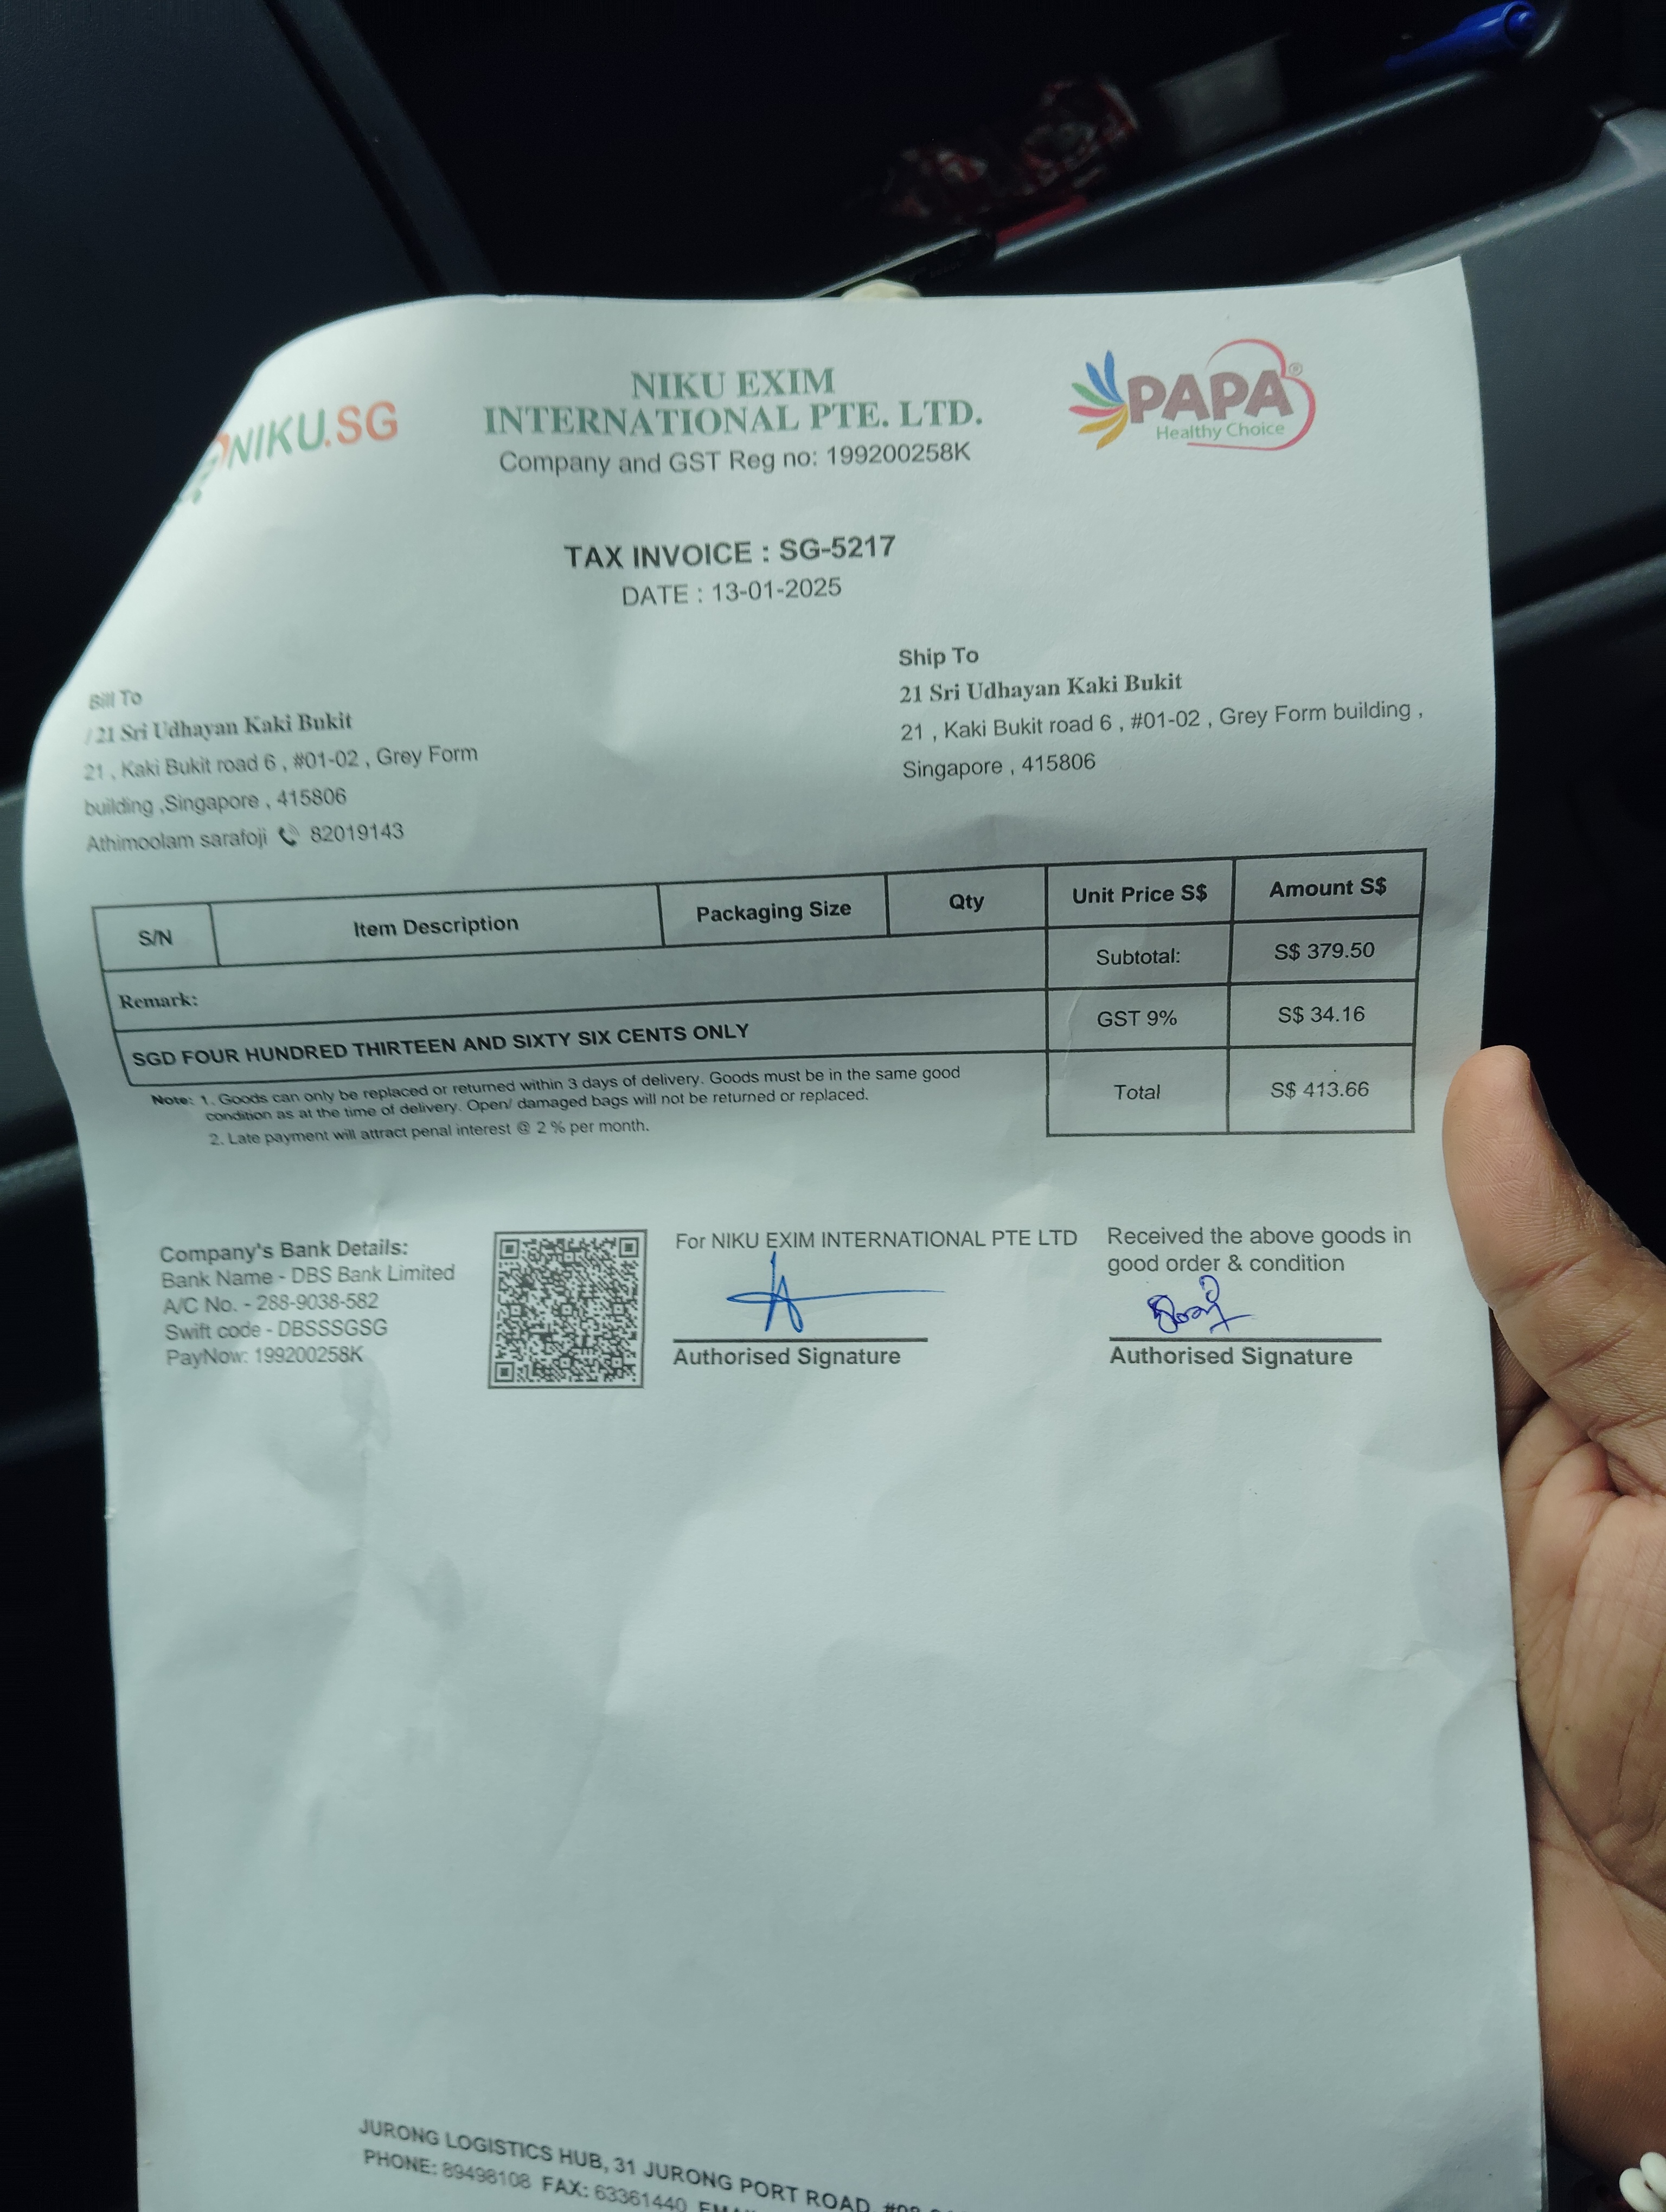 NIKU.SG
NIKU EXIM
INTERNATIONAL PTE. LTD.
Company and GST Reg no: 199200258K
PAPA®
Healthy Choice
TAX INVOICE : SG-5217
DATE : 13-01-2025
Bill To
21 Sri Udhayan Kaki Bukit
21 , Kaki Bukit road 6 , #01-02 , Grey Form
building ,Singapore , 415806
Athimoolam sarafoji 82019143
Ship To
21 Sri Udhayan Kaki Bukit
21 , Kaki Bukit road 6 , #01-02 , Grey Form building ,
Singapore , 415806
S/N Item Description Packaging Size Qty Unit Price S$ Amount S$
Remark:
Subtotal: S$ 379.50
SGD FOUR HUNDRED THIRTEEN AND SIXTY SIX CENTS ONLY
GST 9% S$ 34.16
Total S$ 413.66
Note: 1. Goods can only be replaced or returned within 3 days of delivery. Goods must be in the same good
condition as at the time of delivery. Open/ damaged bags will not be returned or replaced.
2. Late payment will attract penal interest @ 2 % per month.
Company's Bank Details:
Bank Name - DBS Bank Limited
A/C No. - 288-9038-582
Swift code - DBSSSGSG
PayNow: 199200258K
For NIKU EXIM INTERNATIONAL PTE LTD
Authorised Signature
Received the above goods in
good order & condition
Authorised Signature
JURONG LOGISTICS HUB, 31 JURONG PORT ROAD,
PHONE: 89498108 FAX: 63361440